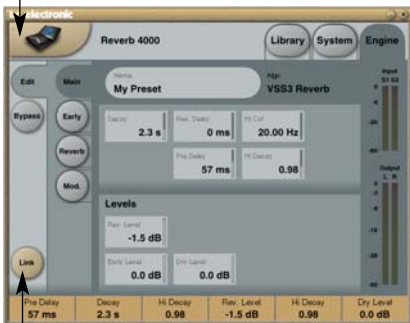 tc electronic
Reverb 4000
Library
System
Engine
Edit
Main
Name
My Preset
Algo
VSS3 Reverb
Input
S1 S2
Bypass
Early
Decay
2.3 s
Rev. Delay
0 ms
Hi Cut
20.00 Hz
Reverb
Pre Delay
57 ms
Hi Decay
0.98
Output
L R
Mod.
Levels
Rev. Level
-1.5 dB
Link
Early Level
0.0 dB
Dry Level
0.0 dB
Pre Delay
57 ms
Decay
2.3 s
Hi Decay
0.98
Rev. Level
-1.5 dB
Hi Decay
0.98
Dry Level
0.0 dB